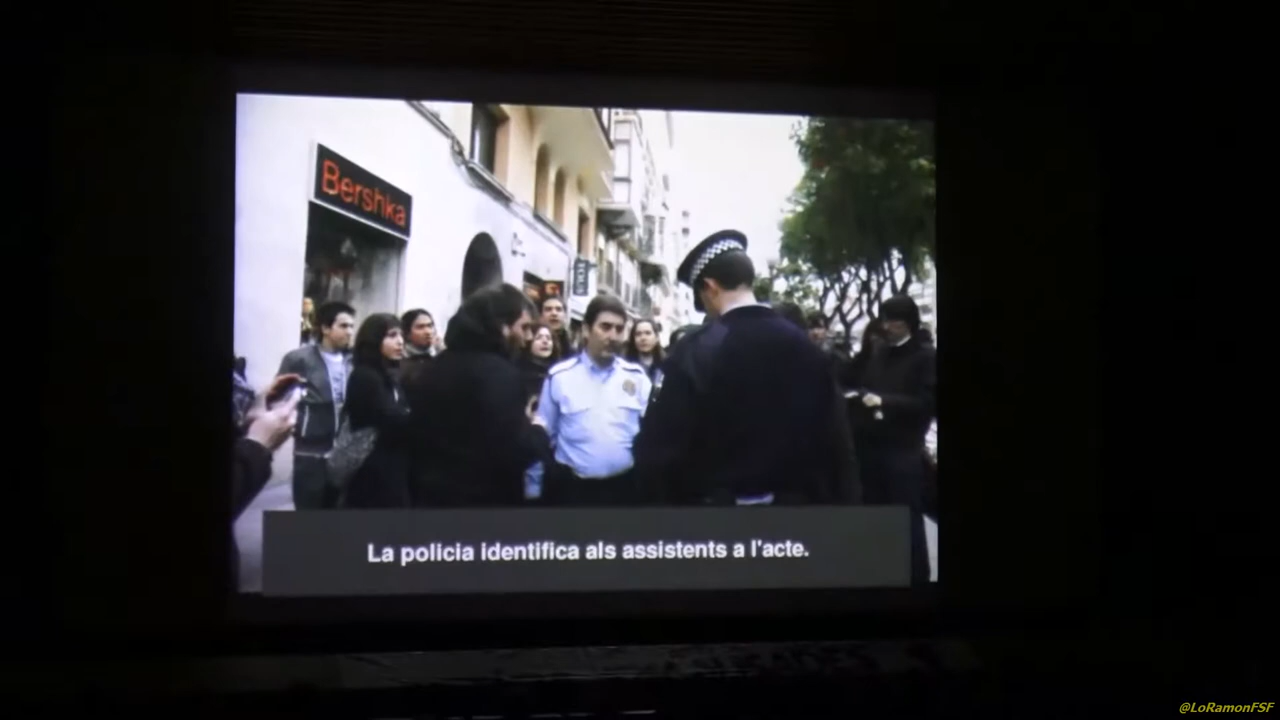 Bershka
La policia identifica als assistents a l'acte.
@LoRamonFSF